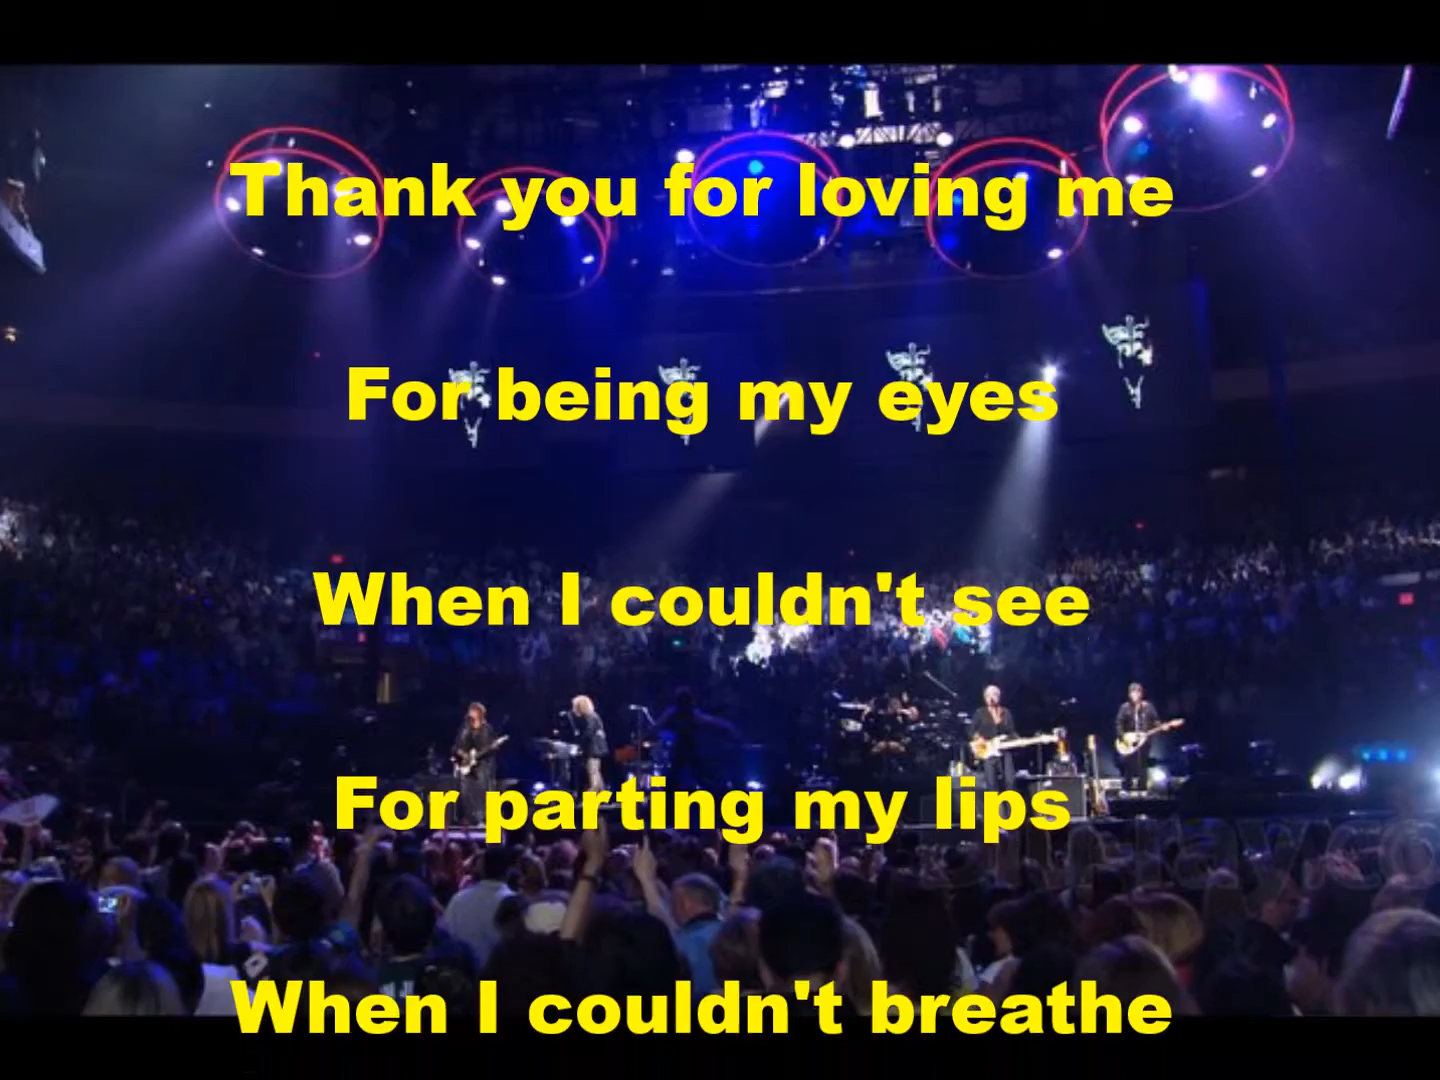 Thank you for loving me
For being my eyes
When I couldn't see
For parting my lips
When I couldn't breathe